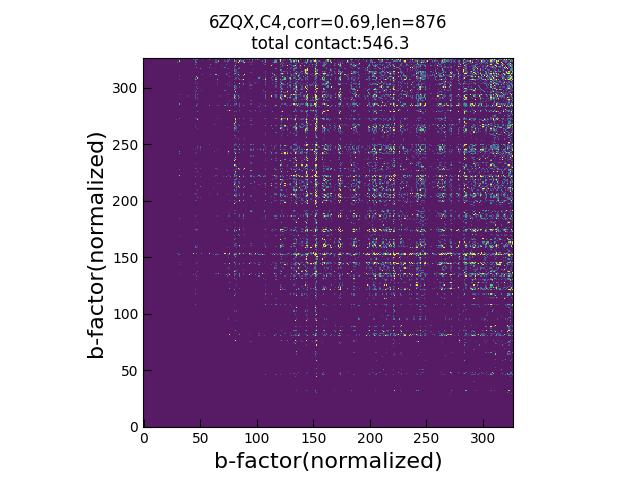 6ZQX,C4,corr=0.69,len=876
total contact:546.3
b-factor(normalized)
300
250
200
150
100
50
0
0 50 100 150 200 250 300
b-factor(normalized)